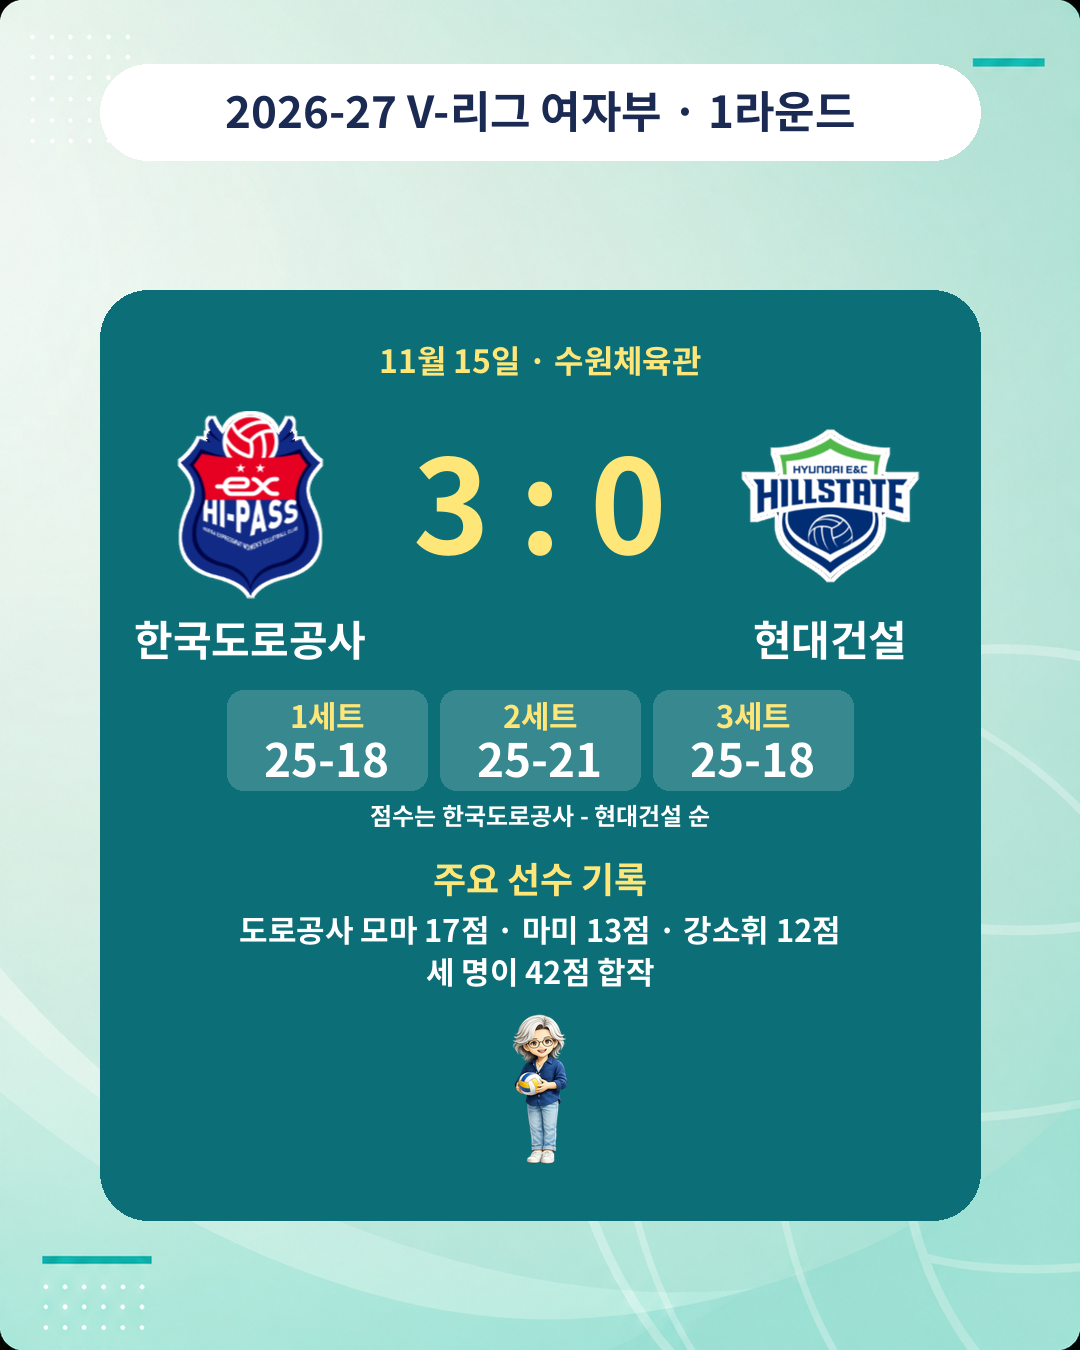 2026-27 V-리그 여자부 · 1라운드
11월 15일 · 수원체육관
ex
HI-PASS
3 : 0
HYUNDAI E&C
HILLSTATE
한국도로공사
현대건설
1세트
25-18
2세트
25-21
3세트
25-18
점수는 한국도로공사 - 현대건설 순
주요 선수 기록
도로공사 모마 17점 · 마미 13점 · 강소휘 12점
세 명이 42점 합작